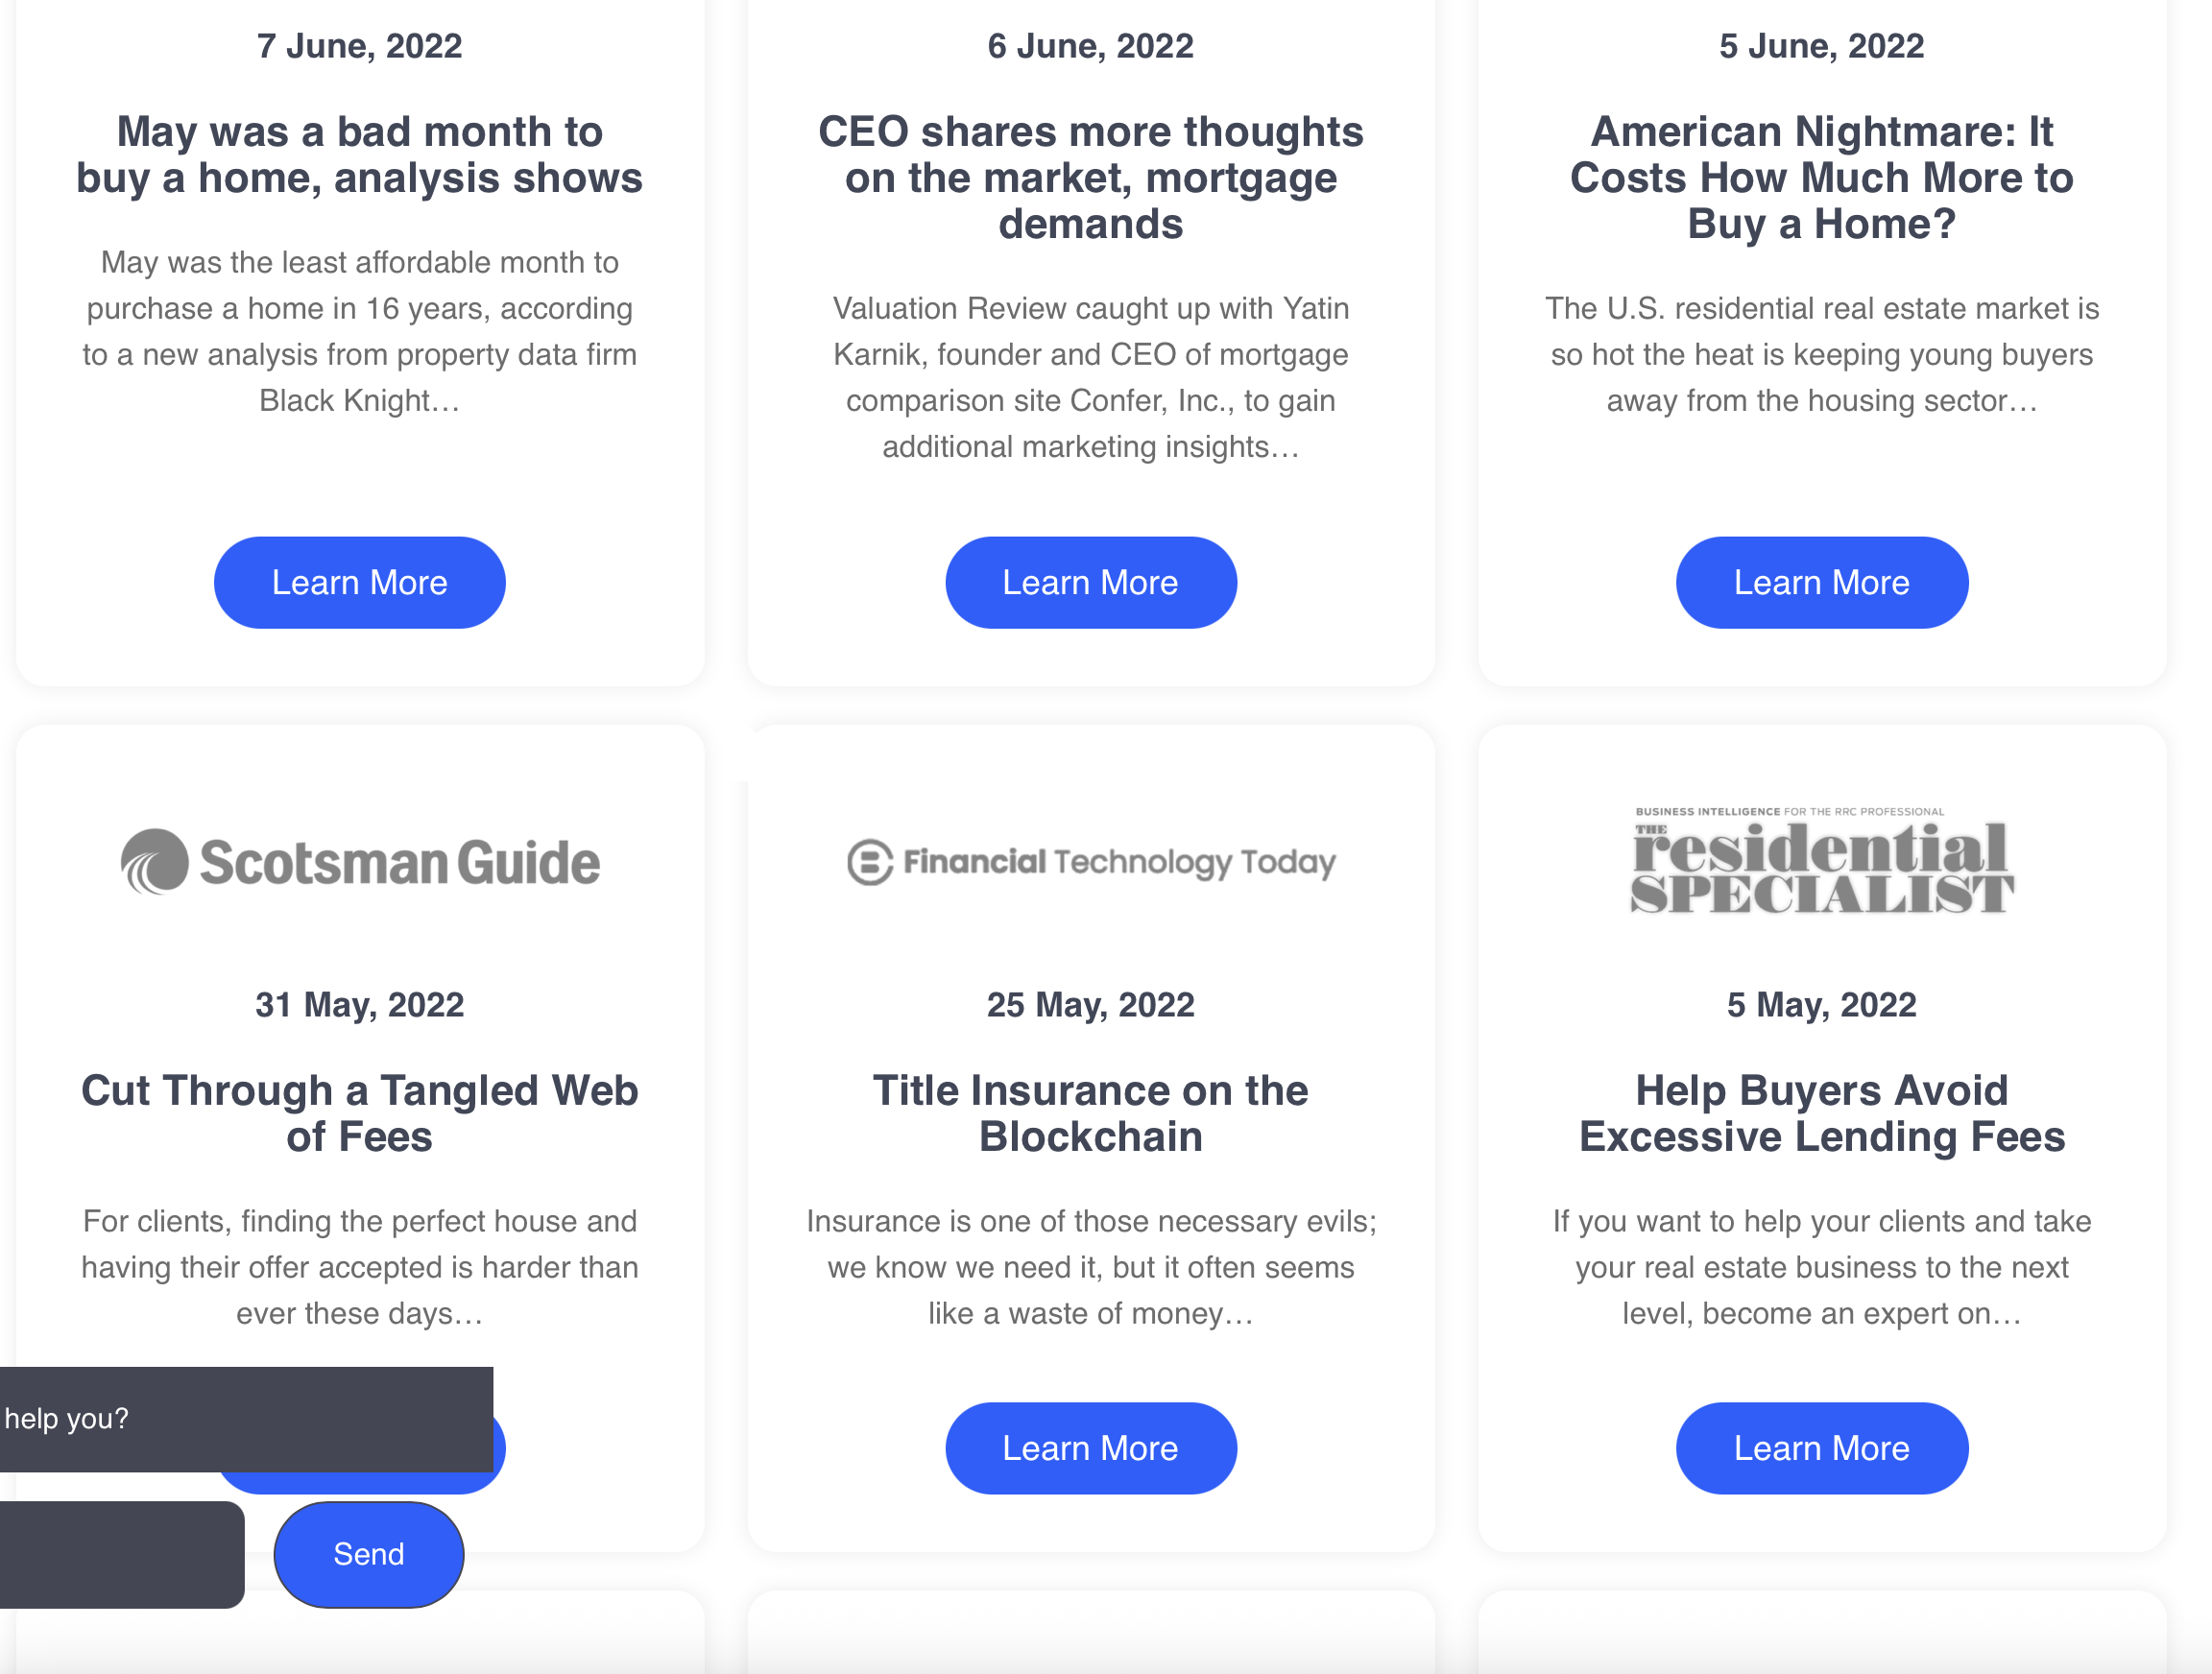 7 June, 2022
May was a bad month to
buy a home, analysis shows
May was the least affordable month to
purchase a home in 16 years, according
to a new analysis from property data firm
Black Knight…
Learn More
6 June, 2022
CEO shares more thoughts
on the market, mortgage
demands
Valuation Review caught up with Yatin
Karnik, founder and CEO of mortgage
comparison site Confer, Inc., to gain
additional marketing insights…
Learn More
5 June, 2022
American Nightmare: It
Costs How Much More to
Buy a Home?
The U.S. residential real estate market is
so hot the heat is keeping young buyers
away from the housing sector…
Learn More
Scotsman Guide
31 May, 2022
Cut Through a Tangled Web
of Fees
For clients, finding the perfect house and
having their offer accepted is harder than
ever these days…
help you?
Send
Financial Technology Today
25 May, 2022
Title Insurance on the
Blockchain
Insurance is one of those necessary evils;
we know we need it, but it often seems
like a waste of money…
Learn More
BUSINESS INTELLIGENCE FOR THE RRC PROFESSIONAL
THE
residential
SPECIALIST
5 May, 2022
Help Buyers Avoid
Excessive Lending Fees
If you want to help your clients and take
your real estate business to the next
level, become an expert on…
Learn More